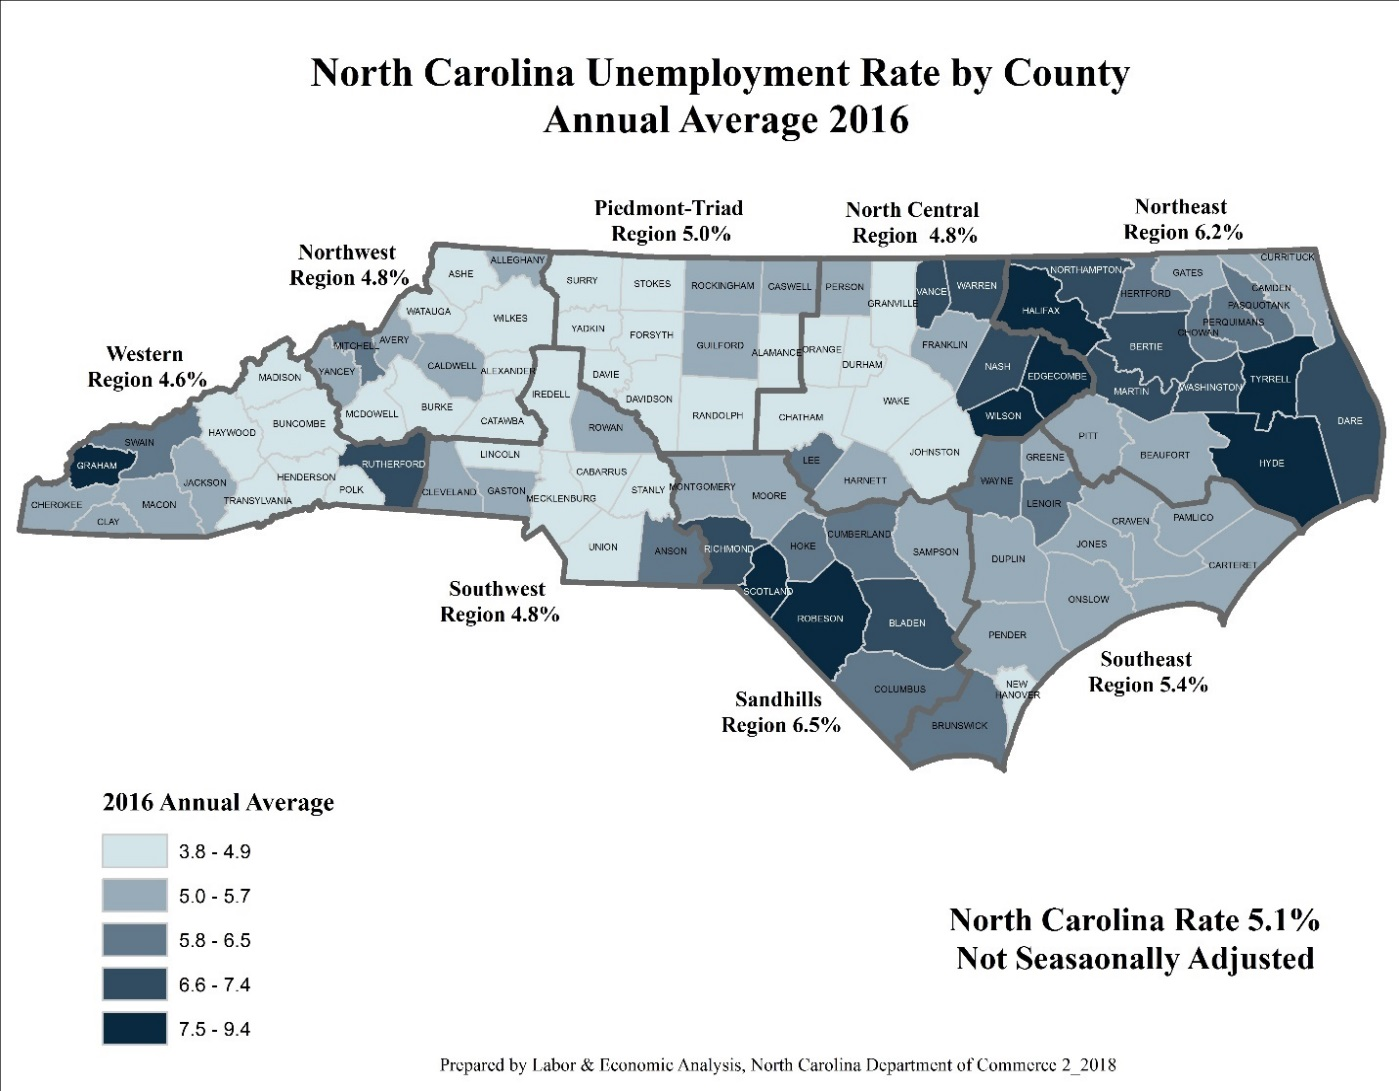 North Carolina Unemployment Rate by County
Annual Average 2016
Piedmont-Triad
Region 5.0%
North Central
Region 4.8%
Northeast
Region 6.2%
Northwest
Region 4.8%
Western
Region 4.6%
Southwest
Region 4.8%
Sandhills
Region 6.5%
Southeast
Region 5.4%
ALLEGHANY
ASHE
WATAUGA
WILKES
MITCHELL
AVERY
YANCEY
CALDWELL
ALEXANDER
MCDOWELL
BURKE
CATAWBA
SURRY
STOKES
ROCKINGHAM
CASWELL
YADKIN
FORSYTH
GUILFORD
ALAMANCE
DAVIE
DAVIDSON
RANDOLPH
PERSON
GRANVILLE
VANCE
WARREN
ORANGE
DURHAM
FRANKLIN
NASH
EDGECOMBE
WAKE
WILSON
CHATHAM
JOHNSTON
LEE
HARNETT
NORTHAMPTON
HALIFAX
HERTFORD
GATES
CURRITUCK
CAMDEN
PASQUOTANK
PERQUIMANS
CHOWAN
BERTIE
MARTIN
WASHINGTON
TYRRELL
DARE
PITT
BEAUFORT
HYDE
MADISON
BUNCOMBE
HAYWOOD
SWAIN
GRAHAM
CHEROKEE
CLAY
MACON
JACKSON
TRANSYLVANIA
HENDERSON
POLK
RUTHERFORD
IREDELL
ROWAN
LINCOLN
CLEVELAND
GASTON
MECKLENBURG
CABARRUS
STANLY
UNION
ANSON
MONTGOMERY
MOORE
RICHMOND
HOKE
CUMBERLAND
SAMPSON
SCOTLAND
ROBESON
BLADEN
COLUMBUS
WAYNE
GREENE
LENOIR
CRAVEN
PAMLICO
JONES
CARTERET
DUPLIN
ONSLOW
PENDER
NEW
HANOVER
BRUNSWICK
2016 Annual Average
3.8 - 4.9
5.0 - 5.7
5.8 - 6.5
6.6 - 7.4
7.5 - 9.4
North Carolina Rate 5.1%
Not Seasaonally Adjusted
Prepared by Labor & Economic Analysis, North Carolina Department of Commerce 2_2018